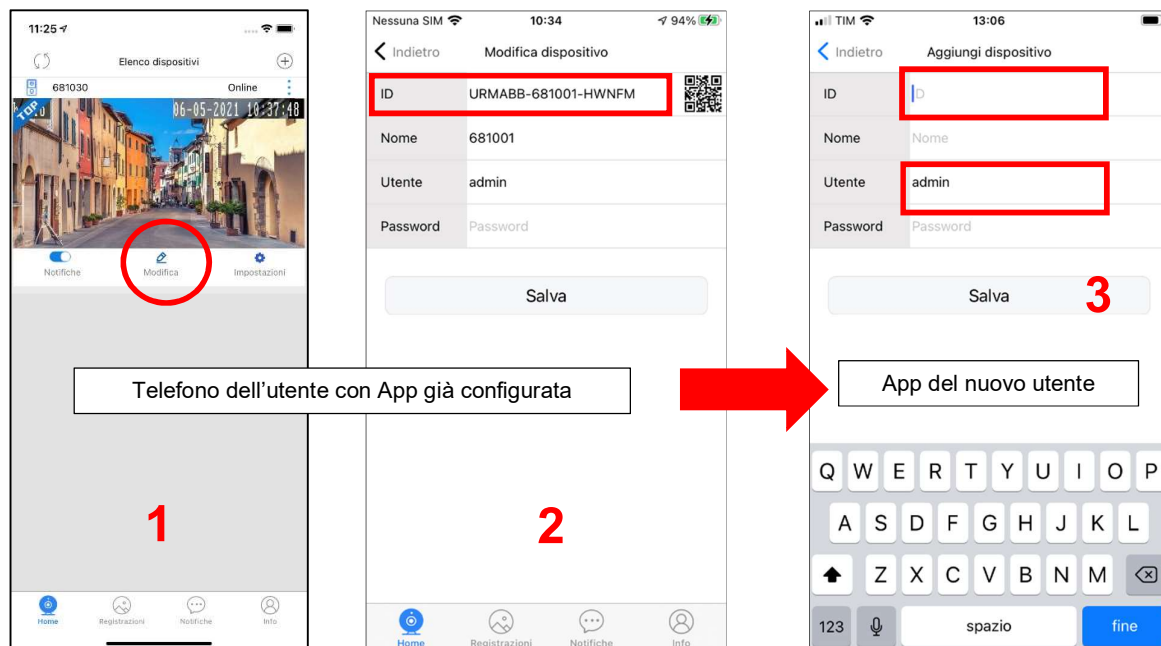 11:25
Elenco dispositivi
681030
Online
TOP
06-05-2021 10:37:48
Notifiche
Modifica
Impostazioni
1
Home
Registrazioni
Notifiche
Info
Nessuna SIM
10:34
94%
Indietro
Modifica dispositivo
ID
URMABB-681001-HWNFM
Nome
681001
Utente
admin
Password
Password
Salva
Telefono dell’utente con App già configurata
2
Home
Registrazioni
Notifiche
Info
TIM
13:06
Indietro
Aggiungi dispositivo
ID
ID
Nome
Nome
Utente
admin
Password
Password
Salva
3
App del nuovo utente
Q W E R T Y U I O P
A S D F G H J K L
Z X C V B N M
123
spazio
fine